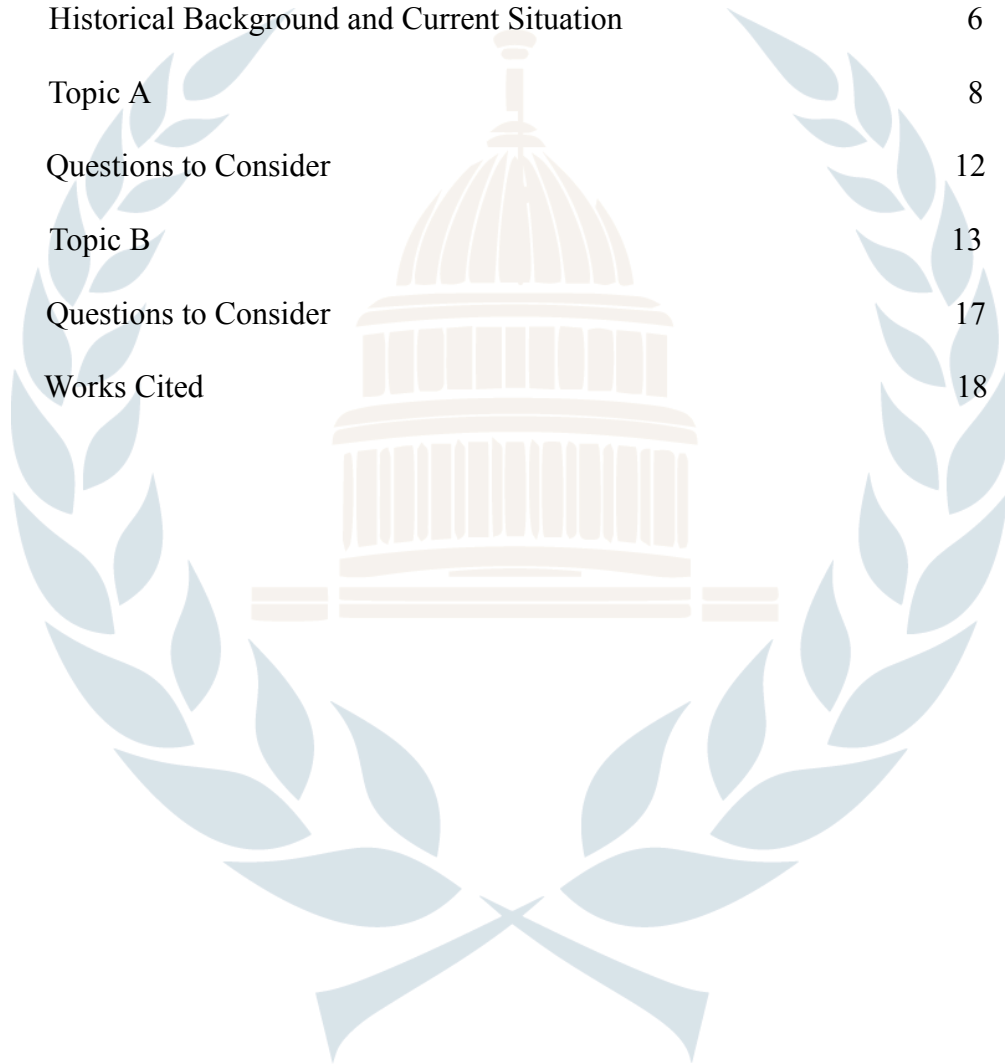 Historical Background and Current Situation 6
Topic A 8
Questions to Consider 12
Topic B 13
Questions to Consider 17
Works Cited 18